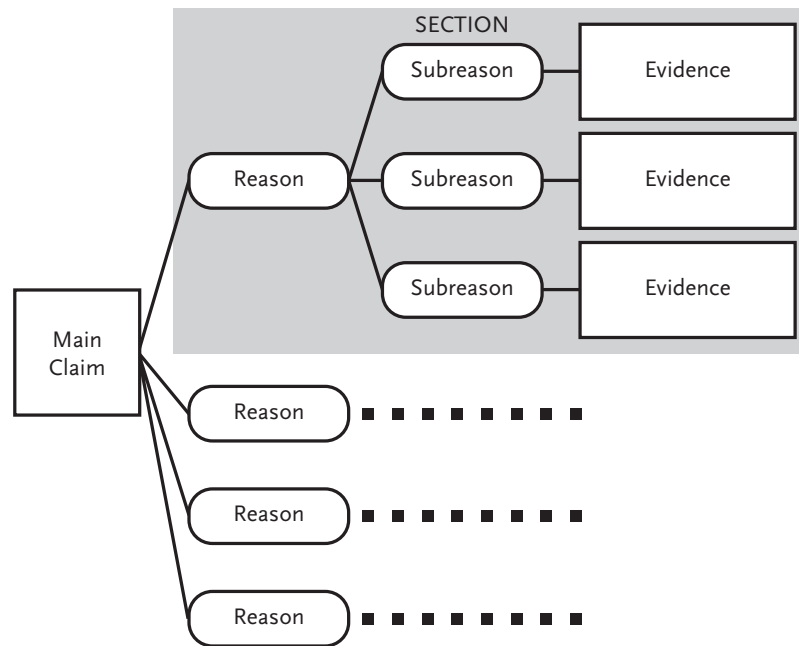 SECTION
Subreason
Evidence
Reason
Subreason
Evidence
Subreason
Evidence
Main
Claim
Reason
Reason
Reason